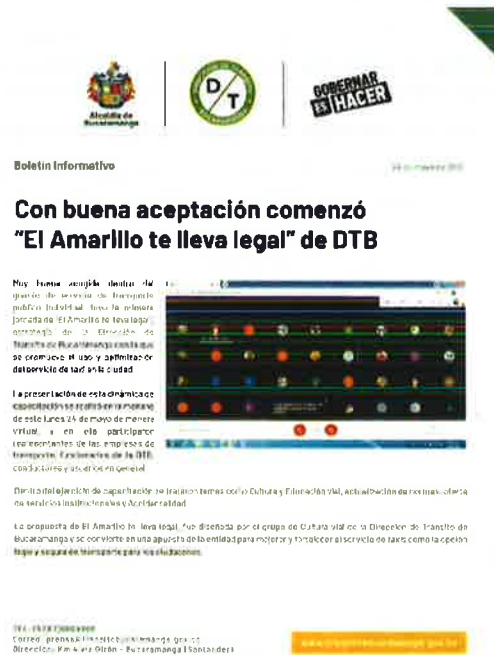 Alcaldía de
Bucaramanga
D
T
GOBERNAR
ES HACER
Boletín Informativo
Con buena aceptación comenzó
"El Amarillo te lleva legal" de DTB
Muy buena acogida dentro del
gremio de servicio de transporte
público individual, tuvo la primera
jornada de 'El Amarillo te lleva legal',
estrategia de la Dirección de
Tránsito de Bucaramanga con la que
se promueve el uso y optimización
del servicio de taxi en la ciudad
La presentación de esta dinámica de
capacitación se realizó en la mañana
de este lunes 24 de mayo de manera
virtual, y en ella participaron
representantes de las empresas de
transporte, funcionarios de la DTB,
conductores y usuarios en general
Dentro del ejercicio de capacitación se trataron temas como Cultura y Educación vial, actualización de normas, oferta
de servicios institucionales y Accidentalidad
La propuesta de El Amarillo te lleva legal, fue diseñada por el grupo de Cultura vial de la Dirección de Tránsito de
Bucaramanga y se convierte en una apuesta de la entidad para mejorar y fortalecer el servicio de taxis como la opción
legal y segura de transporte para los ciudadanos.
Dirección: Km 4 vía Girón - Bucaramanga (Santander)